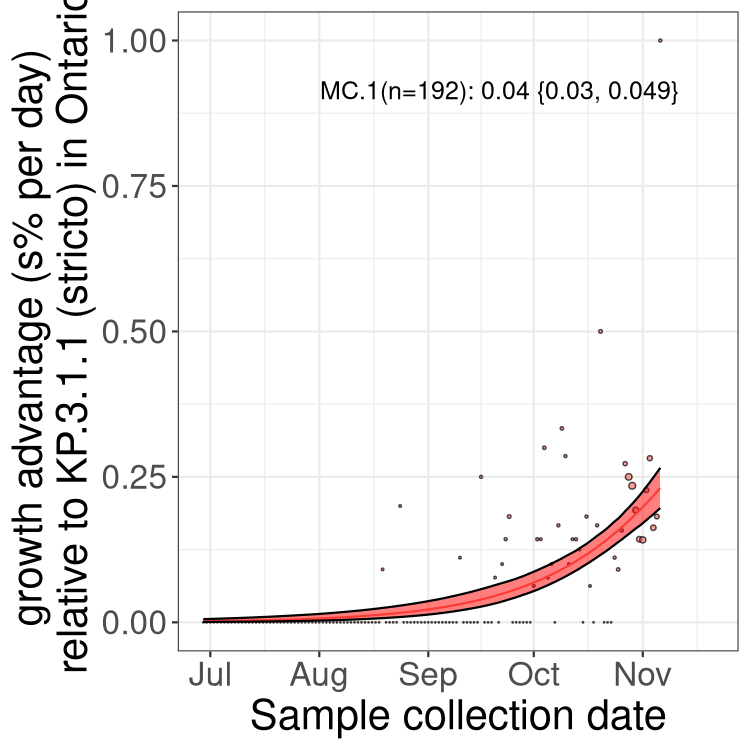 growth advantage (s% per day)
relative to KP.3.1.1 (stricto) in Ontario
1.00
0.75
0.50
0.25
0.00
MC.1(n=192): 0.04 {0.03, 0.049}
Jul Aug Sep Oct Nov
Sample collection date